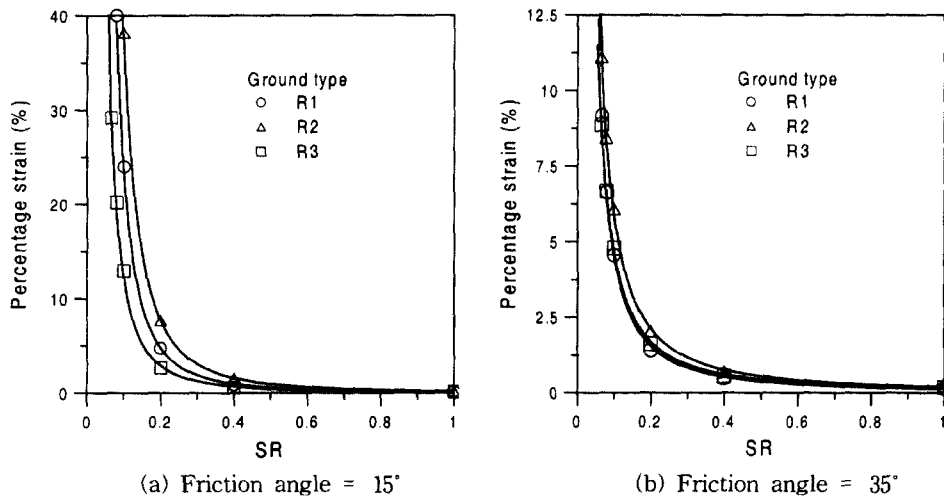 40
30
20
10
0
Percentage strain (%)
Ground type
R1
R2
R3
0
0.2
0.4
0.6
0.8
1
SR
(a) Friction angle = 15°
12.5
10
7.5
5
2.5
0
Percentage strain (%)
Ground type
R1
R2
R3
0
0.2
0.4
0.6
0.8
1
SR
(b) Friction angle = 35°